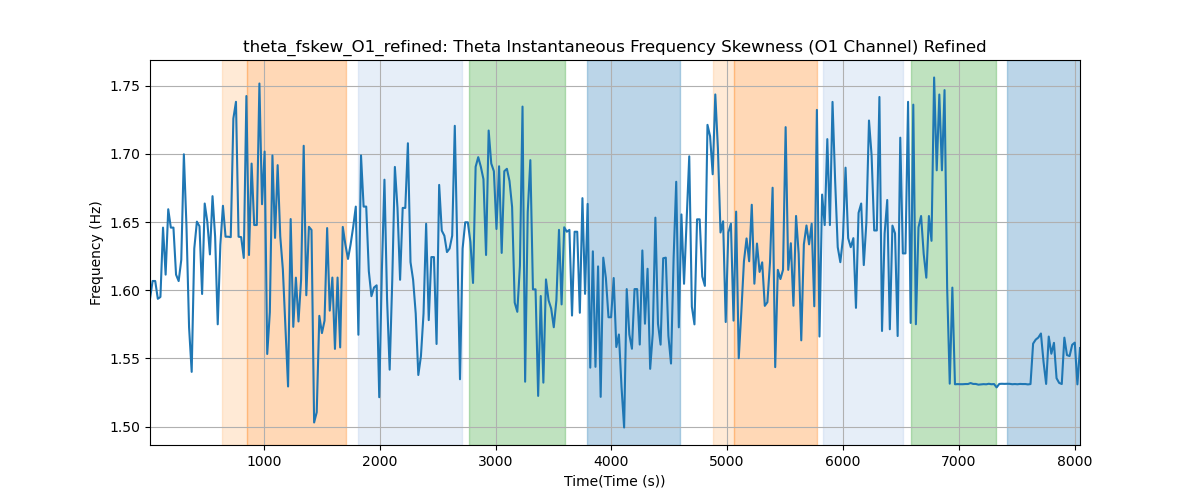 theta_fskew_O1_refined: Theta Instantaneous Frequency Skewness (O1 Channel) Refined
1.75
1.70
1.65
1.60
1.55
1.50
Frequency (Hz)
1000 2000 3000 4000 5000 6000 7000 8000
Time(Time (s))